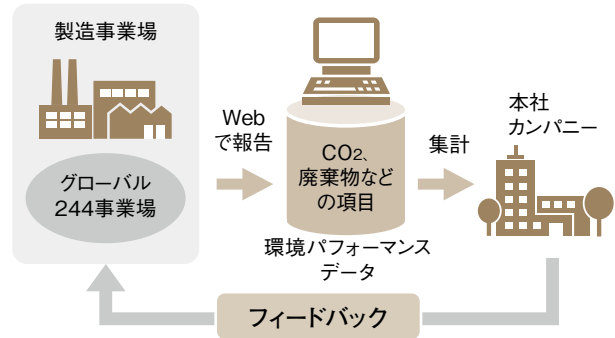 製造事業場
グローバル
244事業場
Web
で報告
CO2、
廃棄物など
の項目
環境パフォーマンス
データ
集計
本社
カンパニー
フィードバック